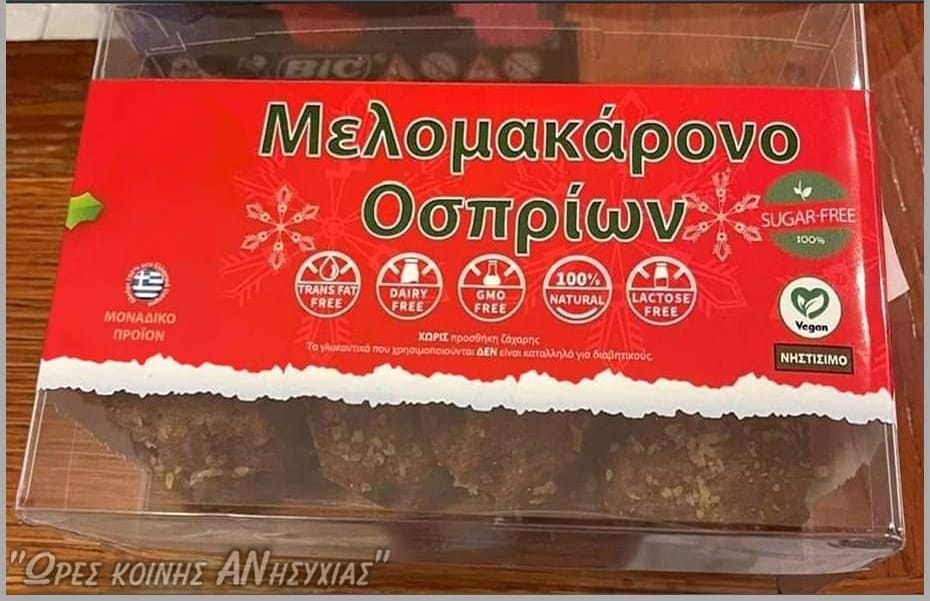 BiC
Μελομακάρονο
Οσπρίων
SUGAR-FREE
100%
TRANS FAT
FREE
DAIRY
FREE
GMO
FREE
100%
NATURAL
LACTOSE
FREE
ΜΟΝΑΔΙΚΟ
ΠΡΟΪΟΝ
Vegan
ΧΩΡΙΣ προσθήκη ζάχαρης
Τα γλυκαντικά που χρησιμοποιούνται ΔΕΝ είναι κατάλληλα για διαβητικούς.
ΝΗΣΤΙΣΙΜΟ
"ΩΡΕΣ ΚΟΙΝΗΣ ΑΝΗΣΥΧΙΑΣ"